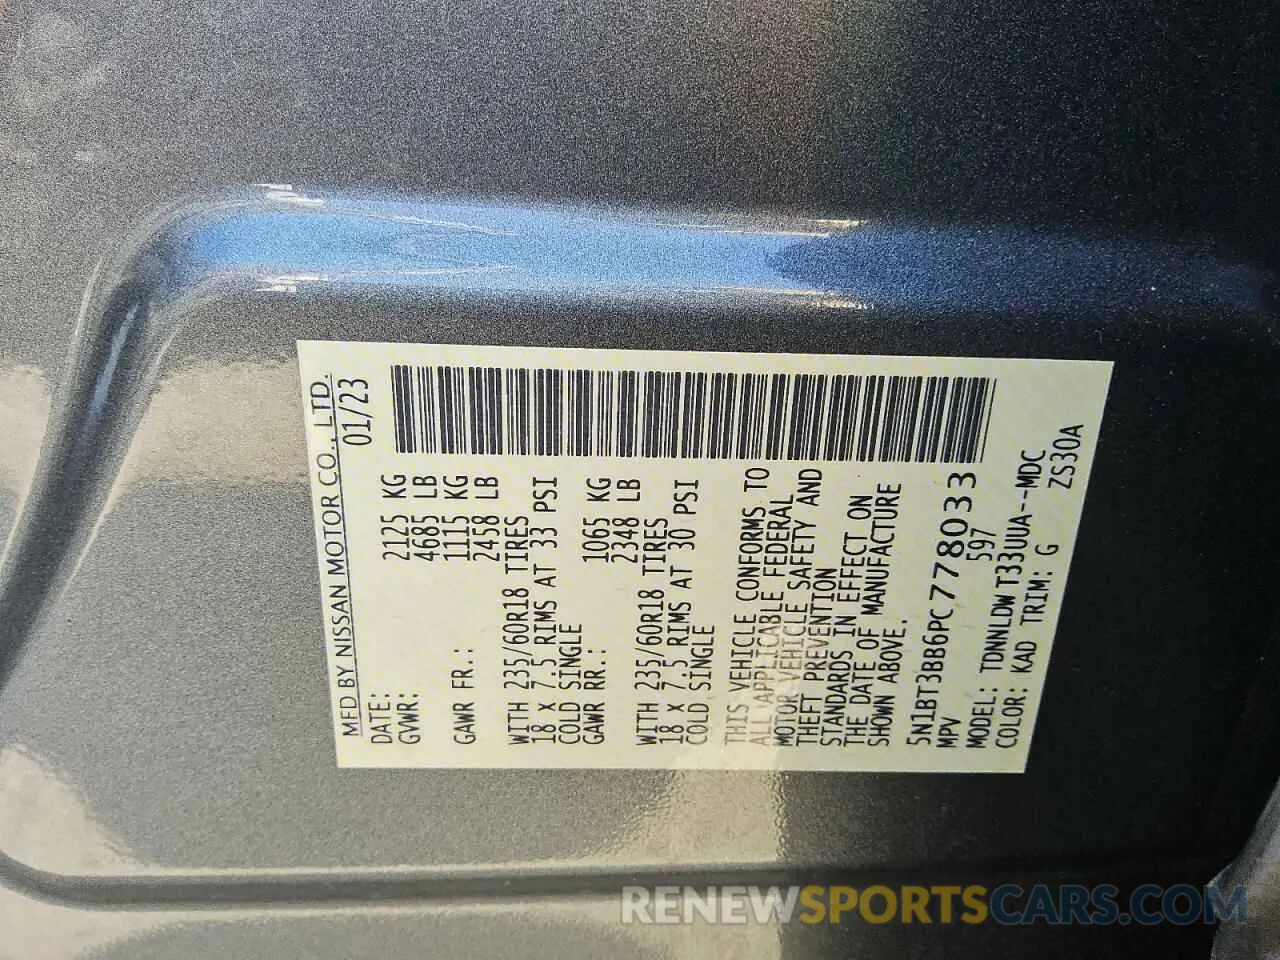 MFD BY NISSAN MOTOR CO., LTD.
DATE: 01/23
GVWR: 2125 KG
4685 LB
GAWR FR.: 1115 KG
2458 LB
WITH 235/60R18 TIRES
18 X 7.5 RIMS AT 33 PSI
COLD SINGLE
GAWR RR.: 1065 KG
2348 LB
WITH 235/60R18 TIRES
18 X 7.5 RIMS AT 30 PSI
COLD SINGLE
THIS VEHICLE CONFORMS TO
ALL APPLICABLE FEDERAL
MOTOR VEHICLE SAFETY AND
THEFT PREVENTION
STANDARDS IN EFFECT ON
THE DATE OF MANUFACTURE
SHOWN ABOVE.
5N1BT3BB6PC778033
MPV 597
MODEL: TDNNLDW T33UUA--MDC
COLOR: KAD TRIM: G ZS30A
RENEWSPORTSCARS.COM